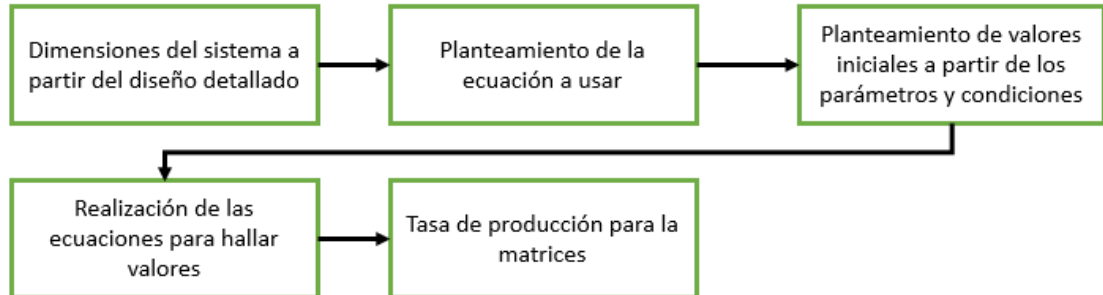 Dimensiones del sistema a
partir del diseño detallado
Planteamiento de la
ecuación a usar
Planteamiento de valores
iniciales a partir de los
parámetros y condiciones
Realización de las
ecuaciones para hallar
valores
Tasa de producción para la
matrices